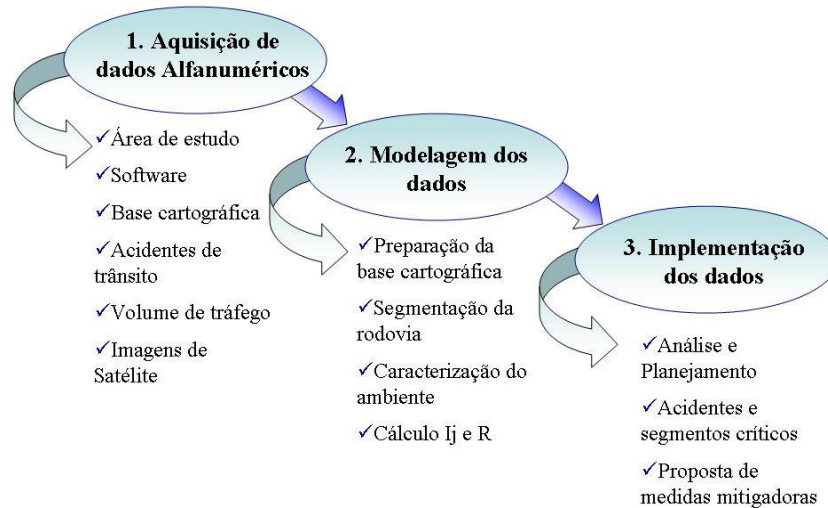 1. Aquisição de
dados Alfanuméricos
✓Área de estudo
✓Software
✓Base cartográfica
✓Acidentes de
trânsito
✓Volume de tráfego
✓Imagens de
Satélite
2. Modelagem dos
dados
✓Preparação da
base cartográfica
✓Segmentação da
rodovia
✓Caracterização do
ambiente
✓Cálculo Ij e R
3. Implementação
dos dados
✓Análise e
Planejamento
✓Acidentes e
segmentos críticos
✓Proposta de
medidas mitigadoras